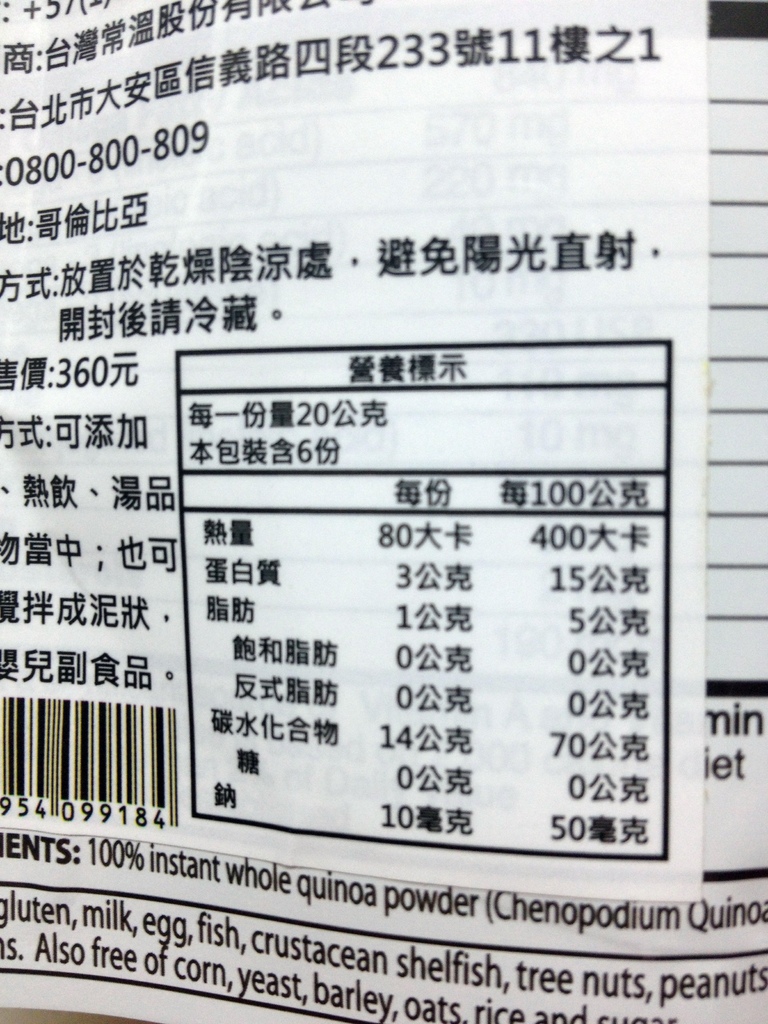 : +57(1)
商:台灣常溫股份有限公
:台北市大安區信義路四段233號11樓之1
:0800-800-809
地:哥倫比亞
方式:放置於乾燥陰涼處，避免陽光直射，
開封後請冷藏。
售價:360元
方式:可添加
、熱飲、湯品
物當中；也可
攪拌成泥狀，
嬰兒副食品。
營養標示
每一份量20公克
本包裝含6份
每份 每100公克
熱量 80大卡 400大卡
蛋白質 3公克 15公克
脂肪 1公克 5公克
飽和脂肪 0公克 0公克
反式脂肪 0公克 0公克
碳水化合物 14公克 70公克
糖 0公克 0公克
鈉 10毫克 50毫克
954 099184
min
iet
IENTS: 100% instant whole quinoa powder (Chenopodium Quinoa
gluten, milk, egg, fish, crustacean shelfish, tree nuts, peanuts
ns. Also free of corn, yeast, barley, oats, rice and sugar